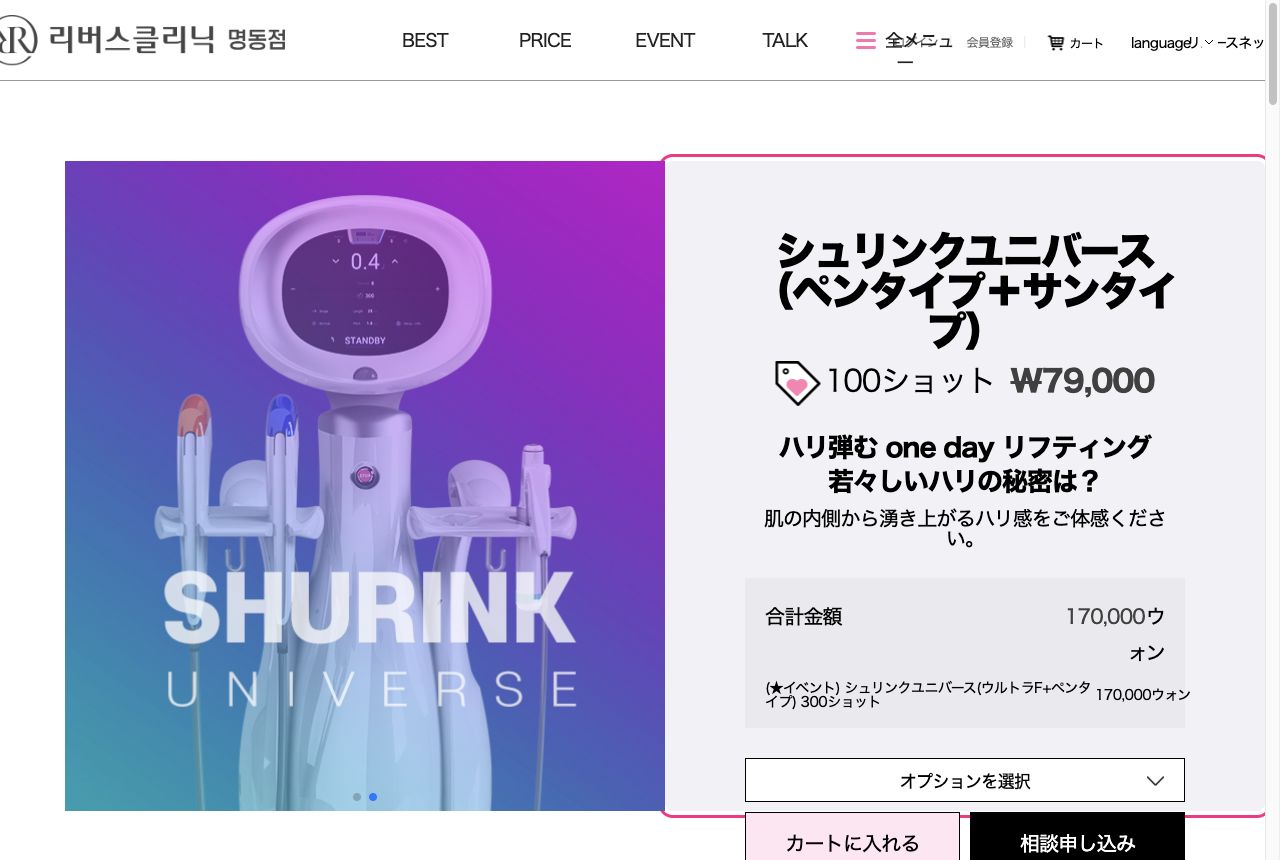 리버스클리닉 명동점
BEST
PRICE
EVENT
TALK
全メニュー
会員登録
カート
language
シュリンクユニバース
(ペンタイプ＋サンタイ
プ)
100ショット ₩79,000
ハリ弾む one day リフティング
若々しいハリの秘密は？
肌の内側から湧き上がるハリ感をご体感くださ
い。
0.4
300
STANDBY
SHURINK
UNIVERSE
合計金額
170,000ウ
ォン
(★イベント) シュリンクユニバース(ウルトラF+ペンタ
イプ) 300ショット
170,000ウォン
オプションを選択
カートに入れる
相談申し込み